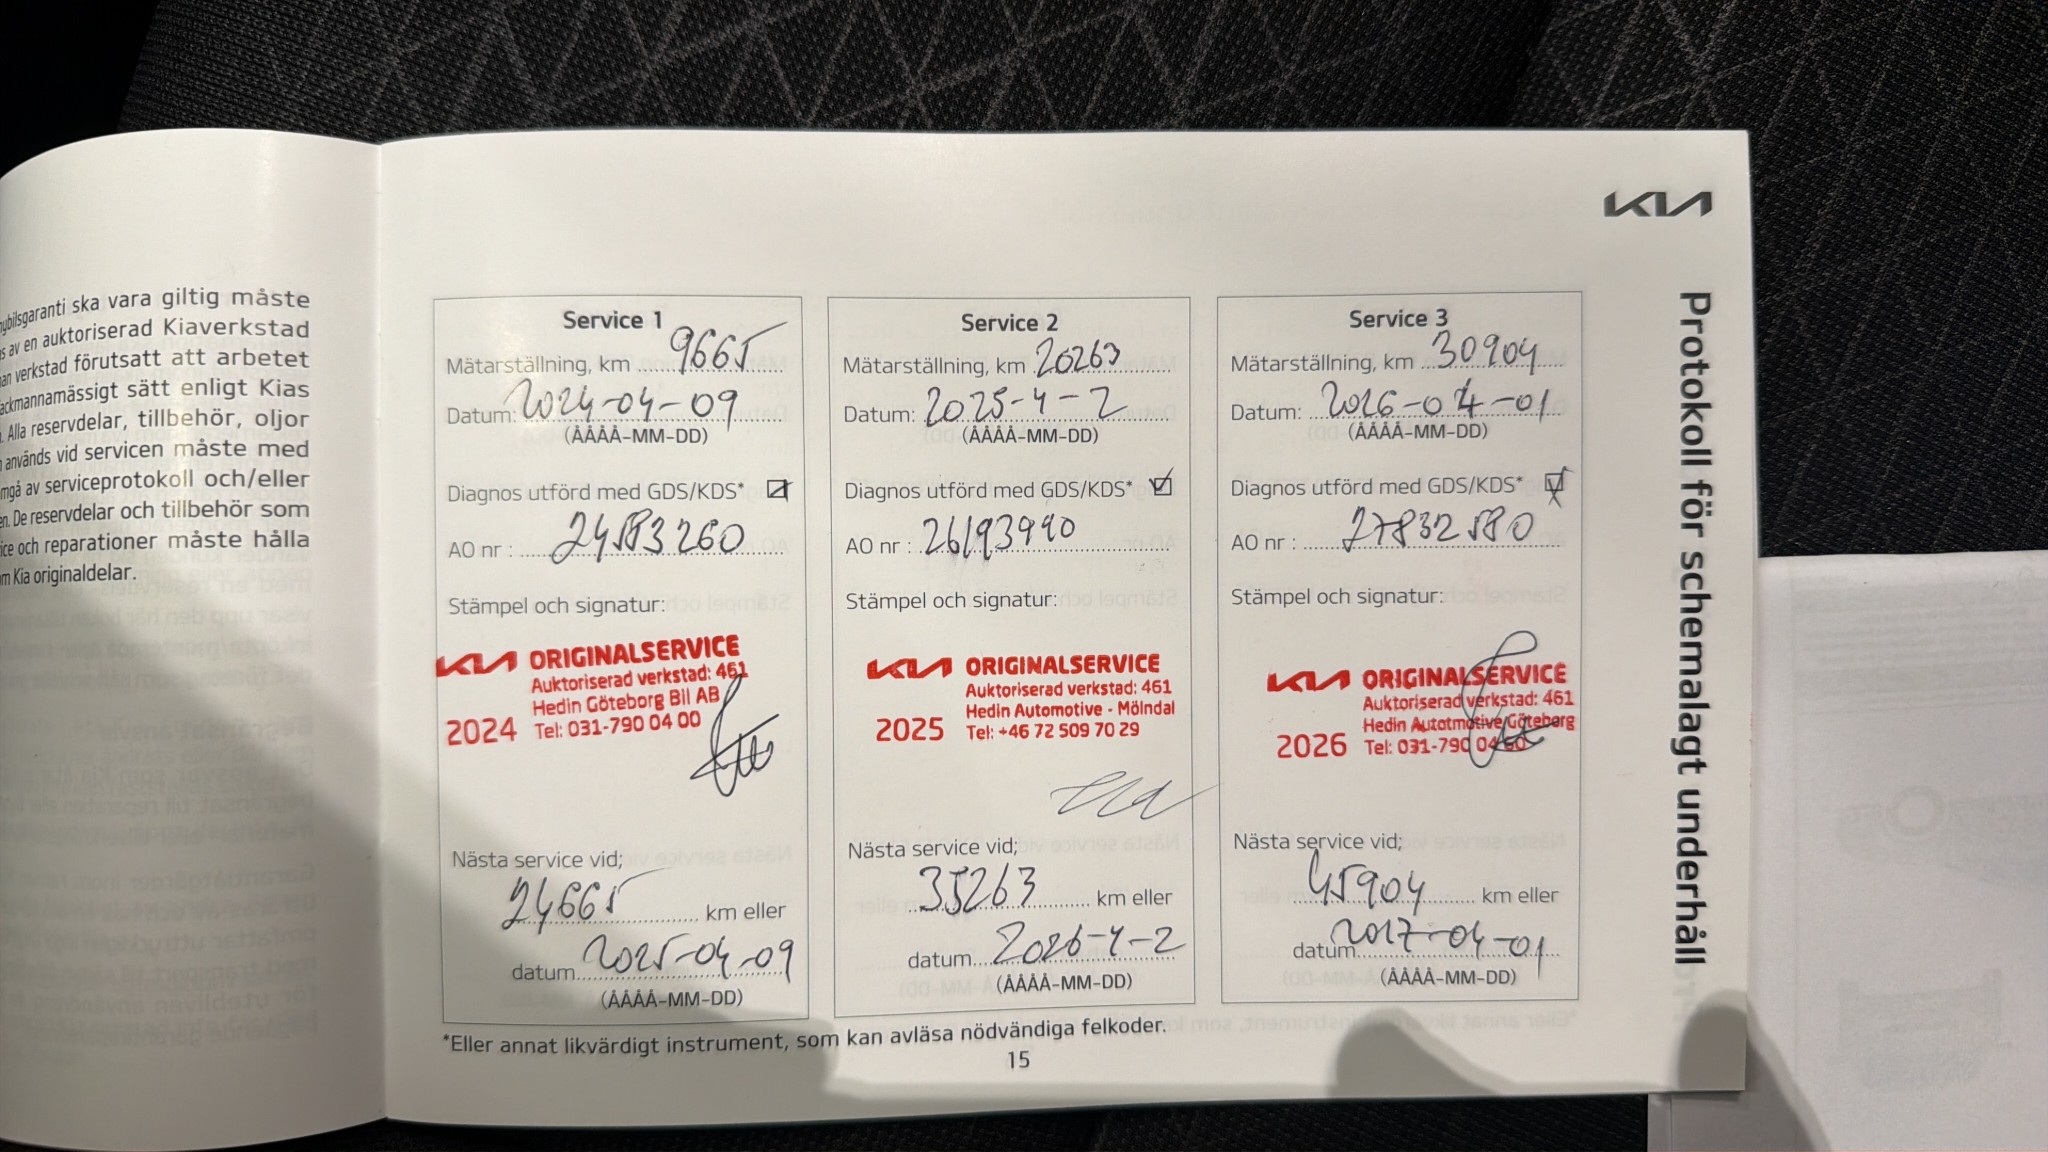 ybilsgaranti ska vara giltig måste
s av en auktoriserad Kiaverkstad
an verkstad förutsatt att arbetet
ackmannamässigt sätt enligt Kias
. Alla reservdelar, tillbehör, oljor
används vid servicen måste med
mgå av serviceprotokoll och/eller
en. De reservdelar och tillbehör som
ice och reparationer måste hålla
m Kia originaldelar.
KIA
Protokoll för schemalagt underhåll
Service 1
Mätarställning, km 9665
Datum: 2024-04-09
(ÅÅÅÅ-MM-DD)
Diagnos utförd med GDS/KDS*
AO nr : 24583260
Stämpel och signatur:
KIA ORIGINALSERVICE
Auktoriserad verkstad: 461
Hedin Göteborg Bil AB
2024 Tel: 031-790 04 00
Nästa service vid;
24665 km eller
datum 2025-04-09
(ÅÅÅÅ-MM-DD)
Service 2
Mätarställning, km 20263
Datum: 2025-4-2
(ÅÅÅÅ-MM-DD)
Diagnos utförd med GDS/KDS*
AO nr : 26193990
Stämpel och signatur:
KIA ORIGINALSERVICE
Auktoriserad verkstad: 461
Hedin Automotive - Mölndal
2025 Tel: +46 72 509 70 29
Nästa service vid;
35263 km eller
datum 2026-4-2
(ÅÅÅÅ-MM-DD)
Service 3
Mätarställning, km 30904
Datum: 2026-04-01
(ÅÅÅÅ-MM-DD)
Diagnos utförd med GDS/KDS*
AO nr : 27832580
Stämpel och signatur:
KIA ORIGINALSERVICE
Auktoriserad verkstad: 461
Hedin Autotmotive Göteborg
2026 Tel: 031-790
Nästa service vid;
45904 km eller
datum 2027-04-01
(ÅÅÅÅ-MM-DD)
*Eller annat likvärdigt instrument, som kan avläsa nödvändiga felkoder.
15